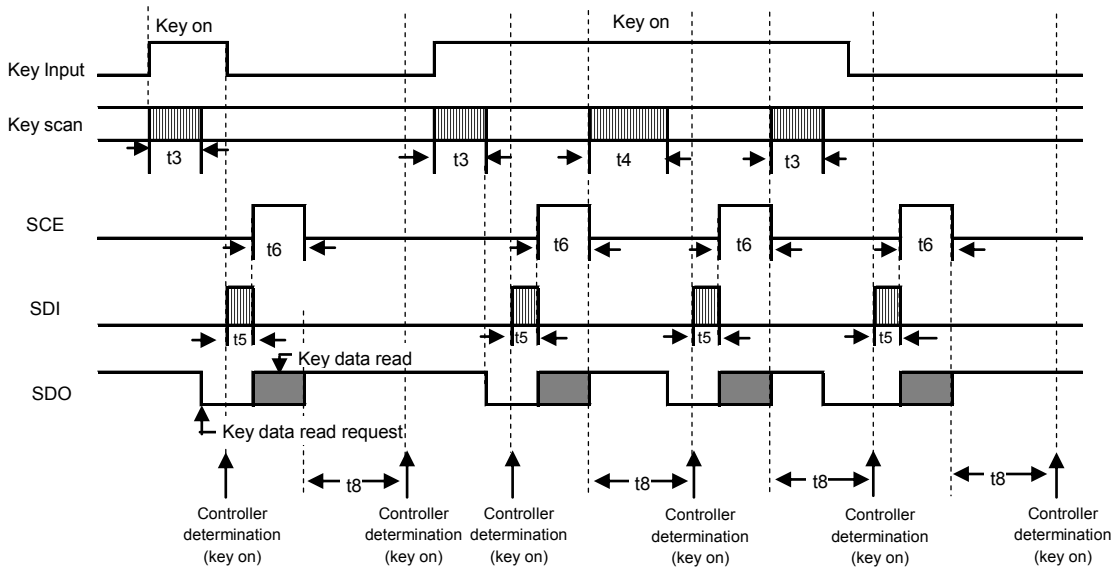 Key on
Key on
Key Input
Key scan
t3
t3
t4
t3
SCE
t6
t6
t6
t6
SDI
t5
t5
t5
t5
Key data read
SDO
Key data read request
t8
t8
t8
t8
Controller
determination
(key on)
Controller
determination
(key on)
Controller
determination
(key on)
Controller
determination
(key on)
Controller
determination
(key on)
Controller
determination
(key on)